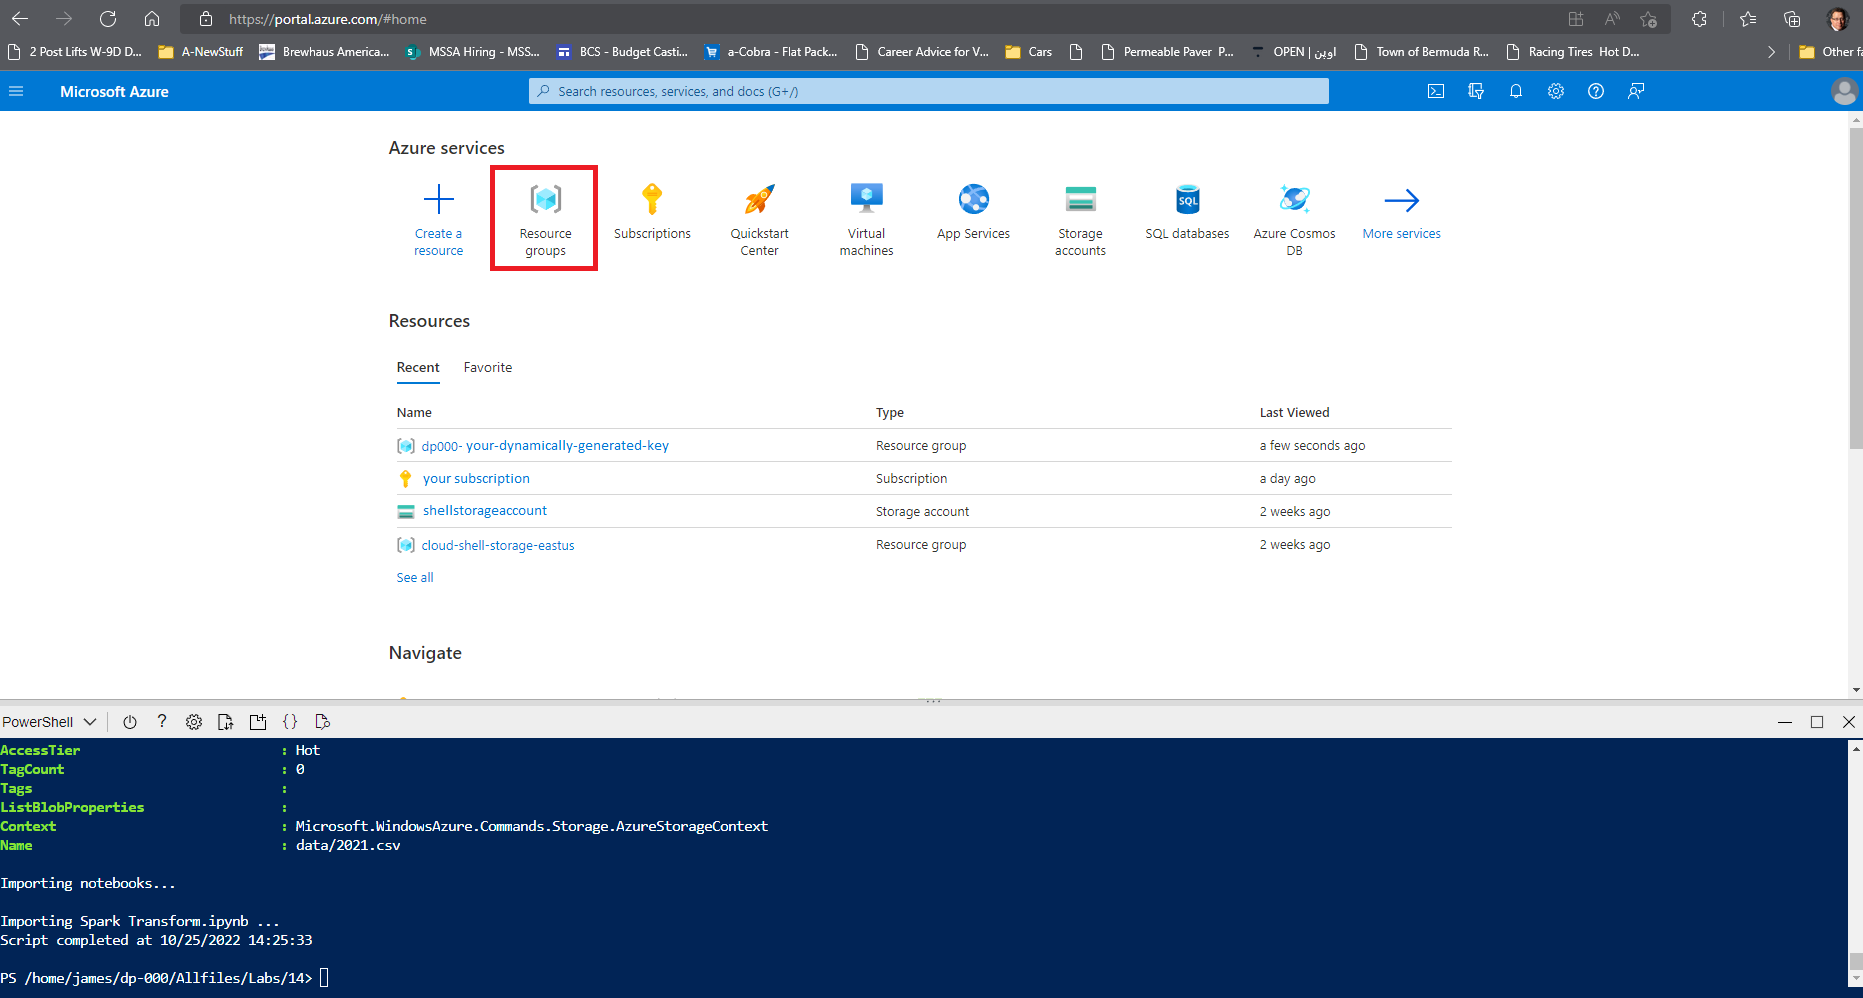 https://portal.azure.com/#home
2 Post Lifts W-9D D...
A-NewStuff
Brewhaus America...
MSSA Hiring - MSS...
BCS - Budget Casti...
a-Cobra - Flat Pack...
Career Advice for V...
Cars
Permeable Paver P...
OPEN | اوپن
Town of Bermuda R...
Racing Tires Hot D...
Other fa
Microsoft Azure
Search resources, services, and docs (G+/)
Azure services
Create a
resource
Resource
groups
Subscriptions
Quickstart
Center
Virtual
machines
App Services
Storage
accounts
SQL
SQL databases
Azure Cosmos
DB
More services
Resources
Recent Favorite
Name Type Last Viewed
dp000- your-dynamically-generated-key Resource group a few seconds ago
your subscription Subscription a day ago
shellstorageaccount Storage account 2 weeks ago
cloud-shell-storage-eastus Resource group 2 weeks ago
See all
Navigate
PowerShell
AccessTier : Hot
TagCount : 0
Tags :
ListBlobProperties :
Context : Microsoft.WindowsAzure.Commands.Storage.AzureStorageContext
Name : data/2021.csv
Importing notebooks...
Importing Spark Transform.ipynb ...
Script completed at 10/25/2022 14:25:33
PS /home/james/dp-000/Allfiles/Labs/14>